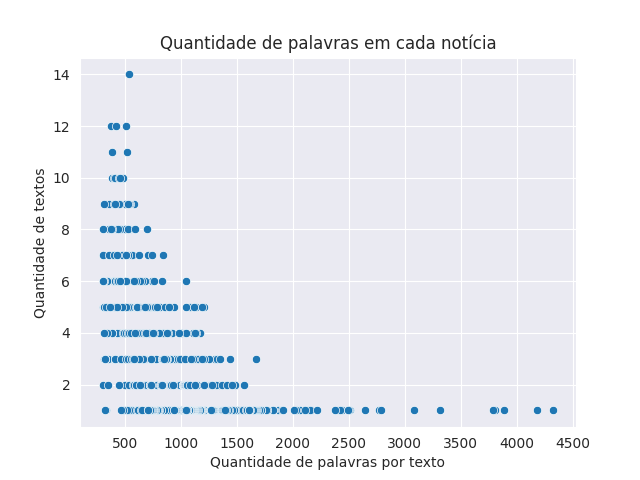 Quantidade de palavras em cada notícia
14
12
10
8
6
4
2
Quantidade de textos
500 1000 1500 2000 2500 3000 3500 4000 4500
Quantidade de palavras por texto